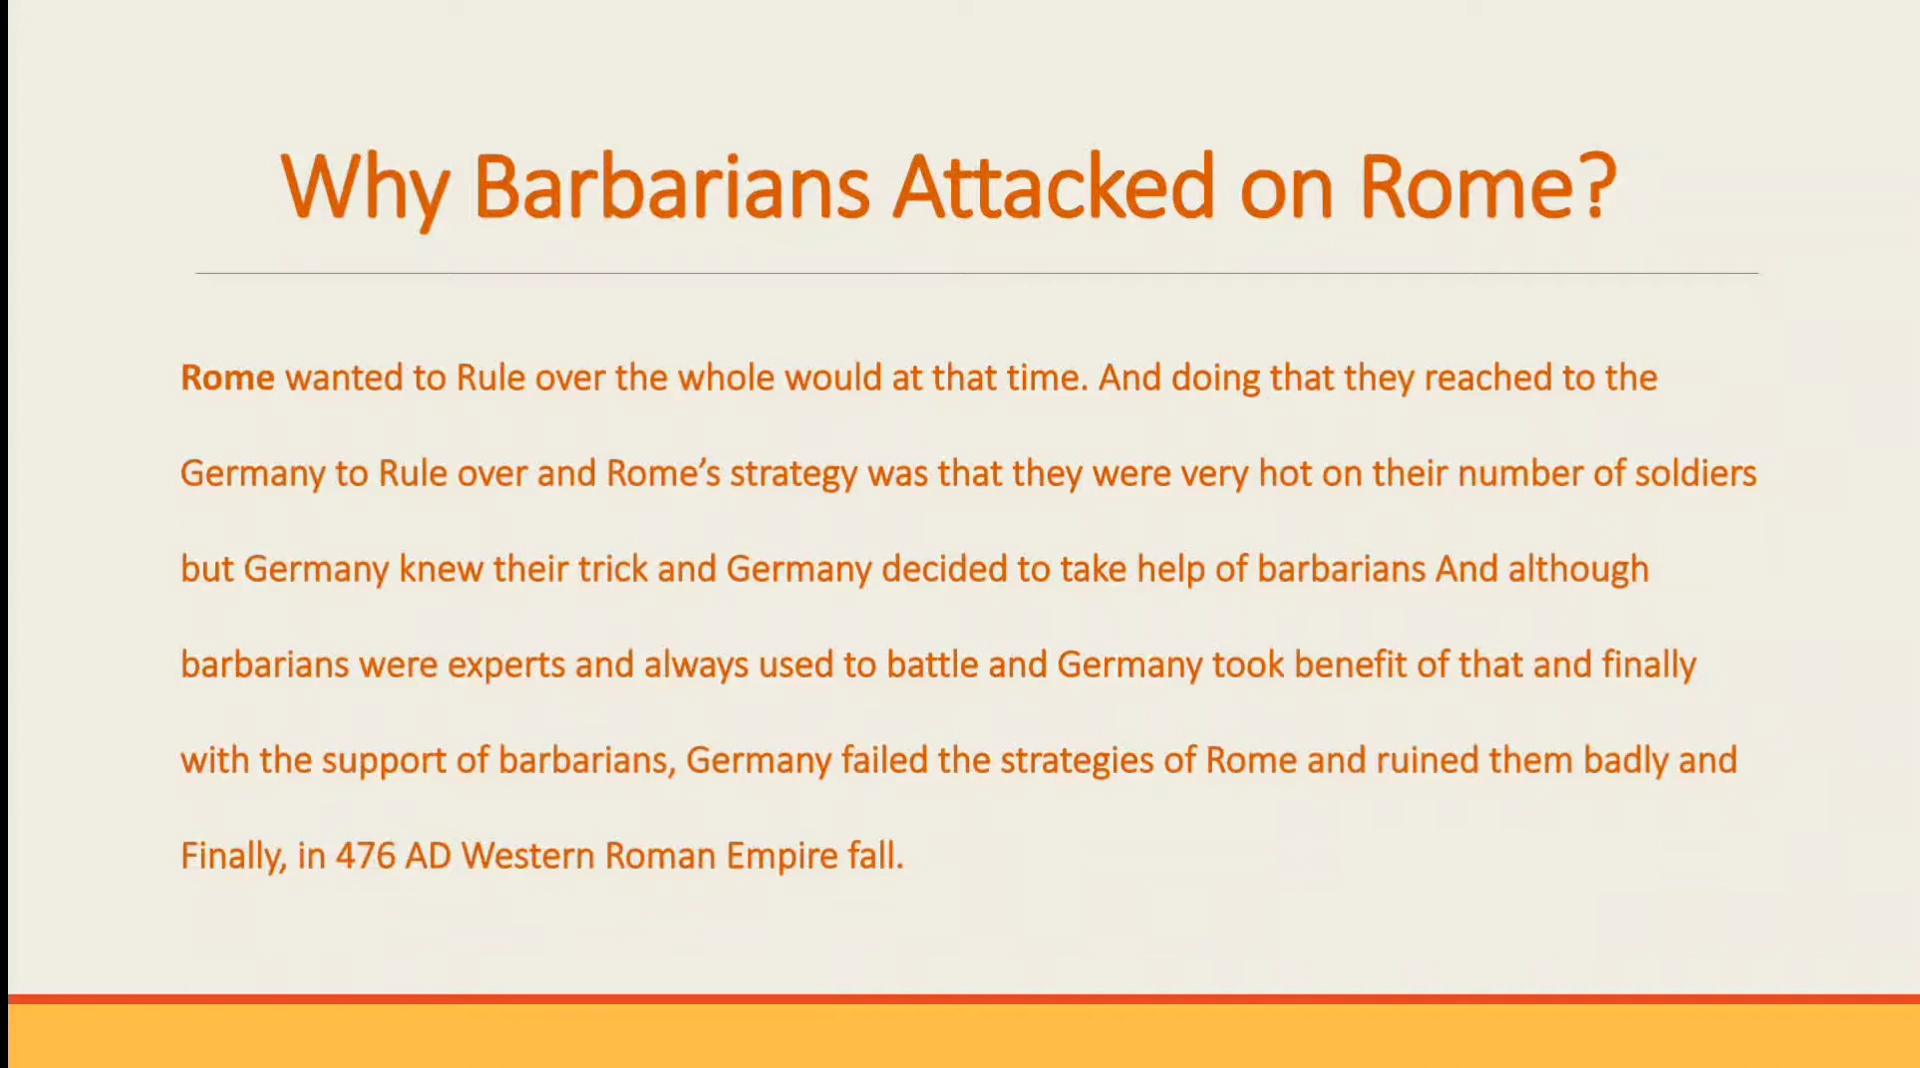 Why Barbarians Attacked on Rome?
Rome wanted to Rule over the whole would at that time. And doing that they reached to the
Germany to Rule over and Rome’s strategy was that they were very hot on their number of soldiers
but Germany knew their trick and Germany decided to take help of barbarians And although
barbarians were experts and always used to battle and Germany took benefit of that and finally
with the support of barbarians, Germany failed the strategies of Rome and ruined them badly and
Finally, in 476 AD Western Roman Empire fall.